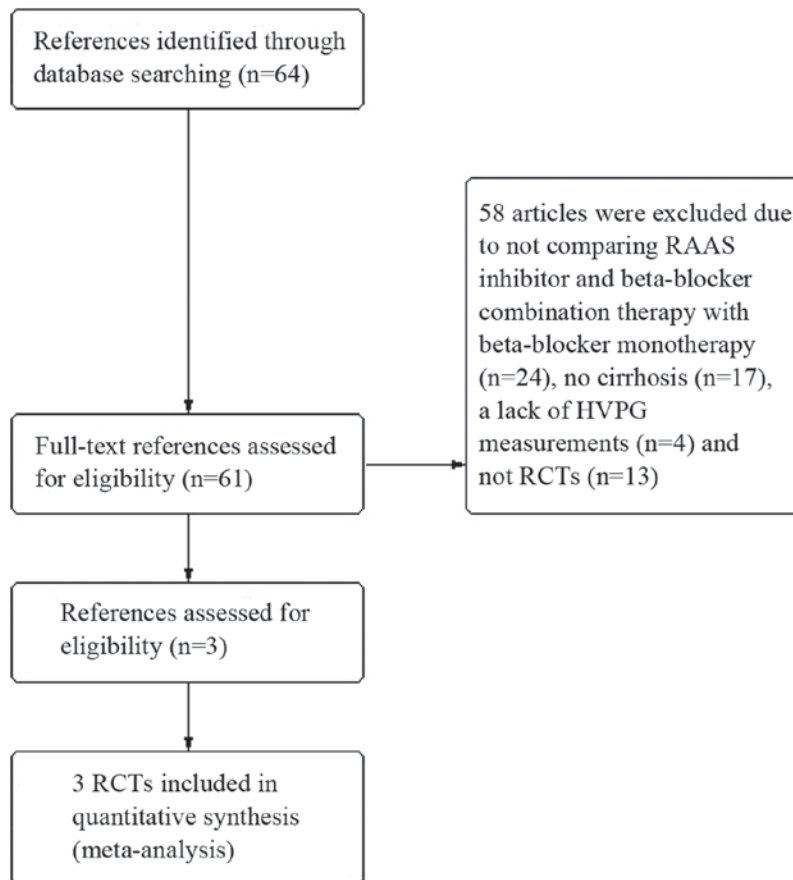 References identified through
database searching (n=64)
58 articles were excluded due
to not comparing RAAS
inhibitor and beta-blocker
combination therapy with
beta-blocker monotherapy
(n=24), no cirrhosis (n=17),
a lack of HVPG
measurements (n=4) and
not RCTs (n=13)
Full-text references assessed
for eligibility (n=61)
References assessed for
eligibility (n=3)
3 RCTs included in
quantitative synthesis
(meta-analysis)